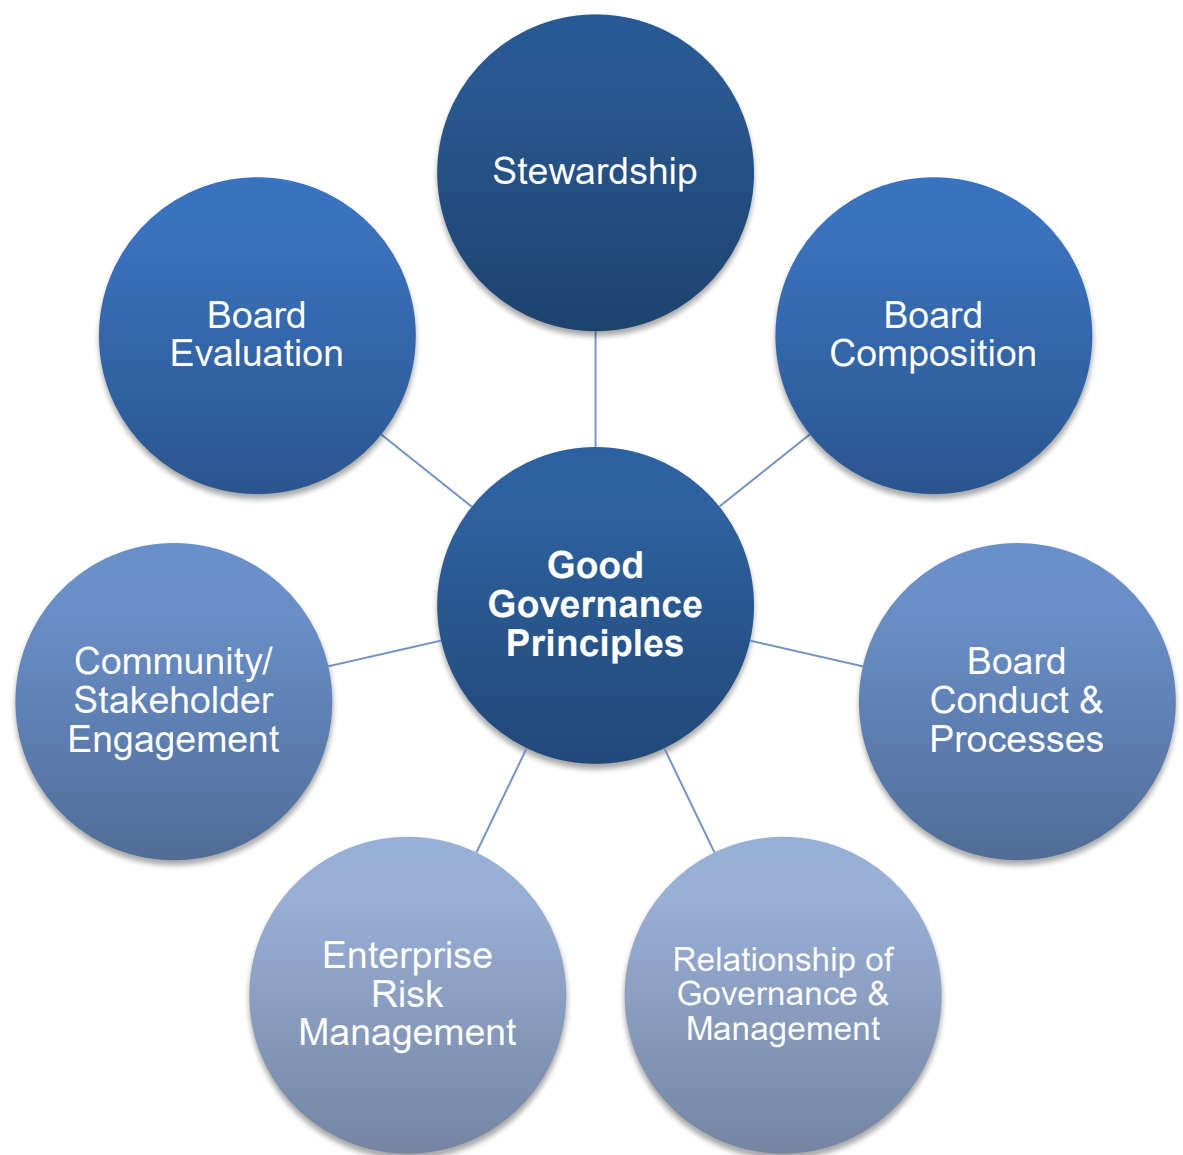 Stewardship
Board
Composition
Board
Conduct &
Processes
Relationship of
Governance &
Management
Enterprise
Risk
Management
Community/
Stakeholder
Engagement
Board
Evaluation
Good
Governance
Principles